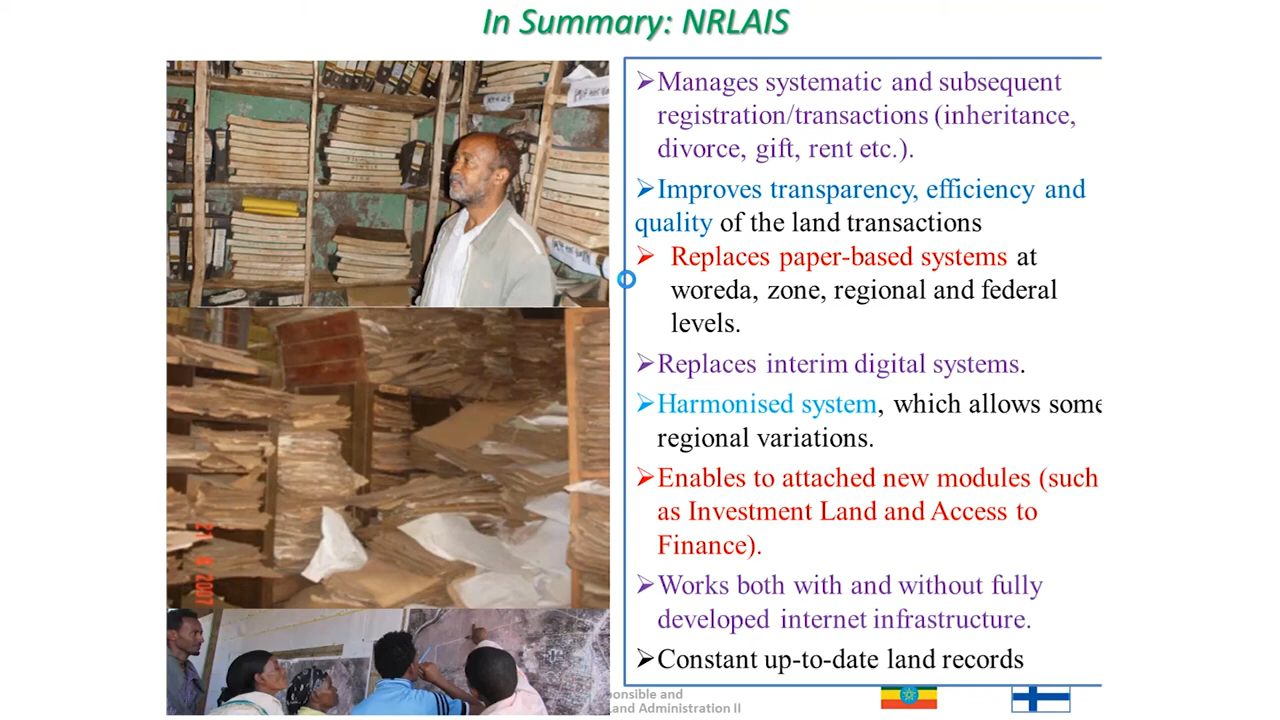 In Summary: NRLAIS
➢Manages systematic and subsequent
registration/transactions (inheritance,
divorce, gift, rent etc.).
➢Improves transparency, efficiency and
quality of the land transactions
➢ Replaces paper-based systems at
woreda, zone, regional and federal
levels.
➢Replaces interim digital systems.
➢Harmonised system, which allows some
regional variations.
➢Enables to attached new modules (such
as Investment Land and Access to
Finance).
➢Works both with and without fully
developed internet infrastructure.
➢Constant up-to-date land records
ponsible and
and Administration II